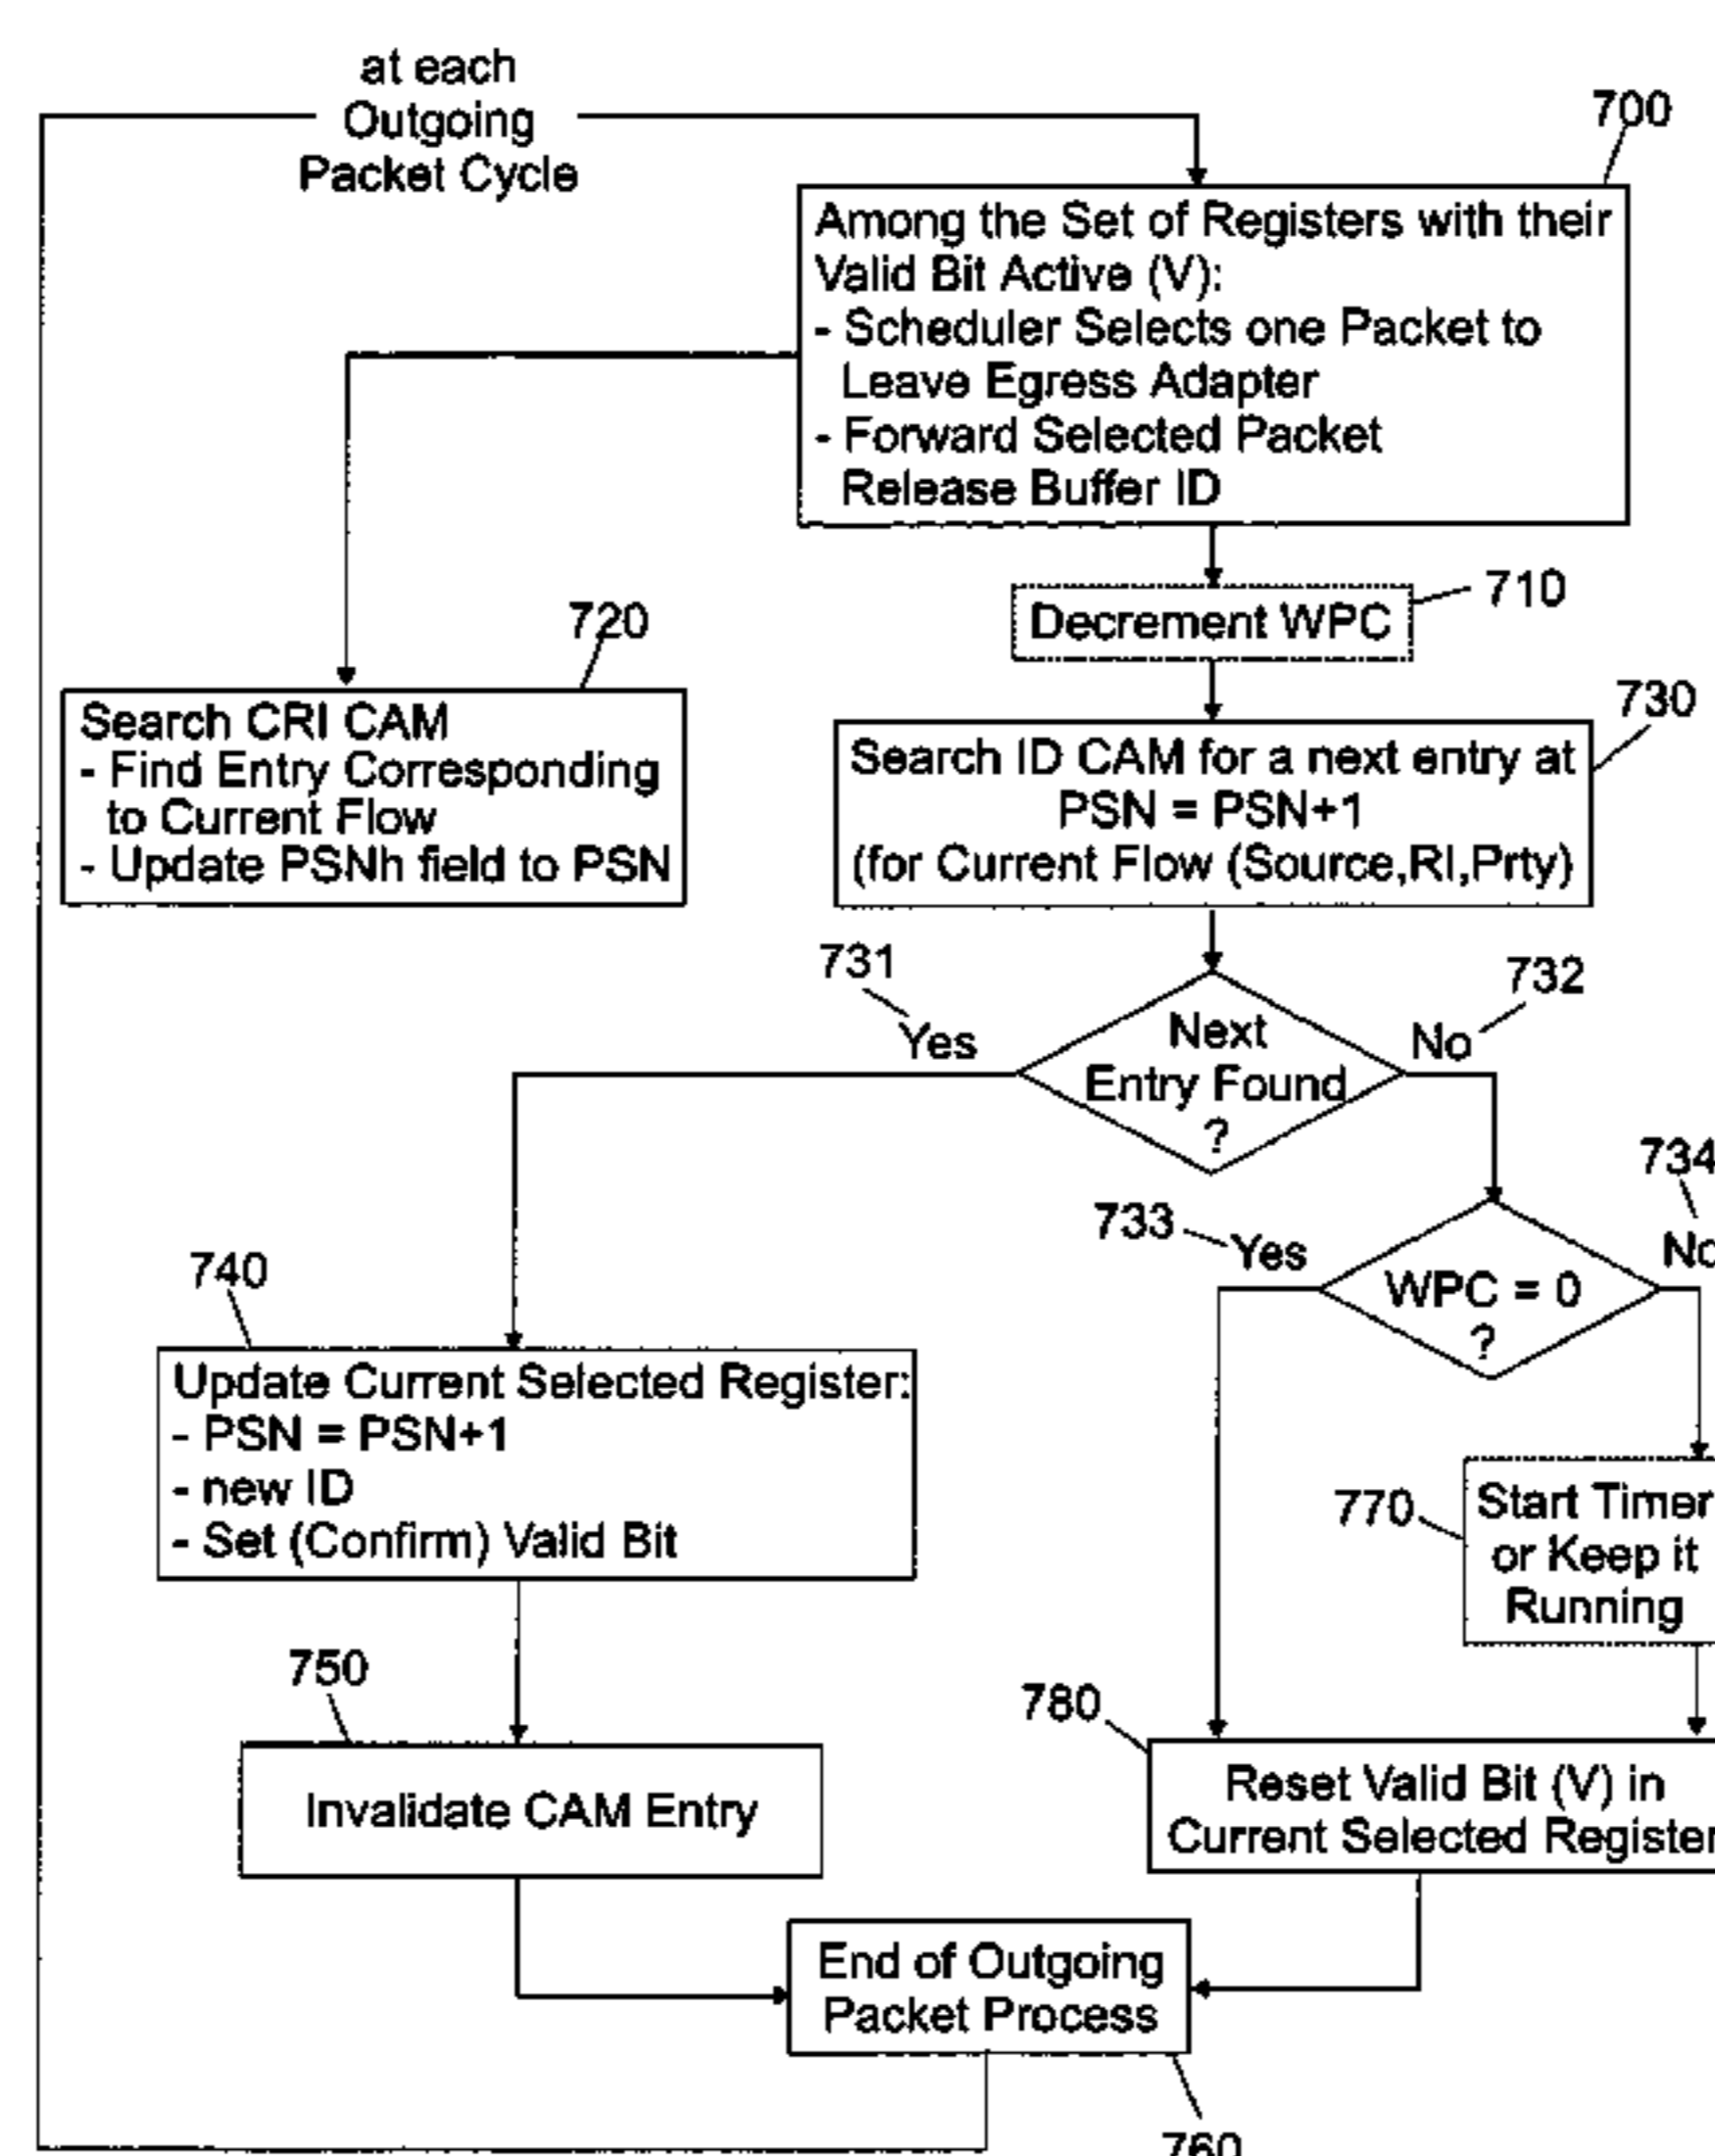 at each
Outgoing
Packet Cycle
700
Among the Set of Registers with their
Valid Bit Active (V):
- Scheduler Selects one Packet to
Leave Egress Adapter
- Forward Selected Packet
Release Buffer ID
710
Decrement WPC
720
Search CRI CAM
- Find Entry Corresponding
to Current Flow
- Update PSNh field to PSN
730
Search ID CAM for a next entry at
PSN = PSN+1
(for Current Flow (Source,RI,Prty)
731
Yes
Next
Entry Found
?
732
No
733
Yes
WPC = 0
?
734
No
740
Update Current Selected Register:
- PSN = PSN+1
- new ID
- Set (Confirm) Valid Bit
770
Start Timer
or Keep it
Running
750
Invalidate CAM Entry
780
Reset Valid Bit (V) in
Current Selected Register
End of Outgoing
Packet Process
760